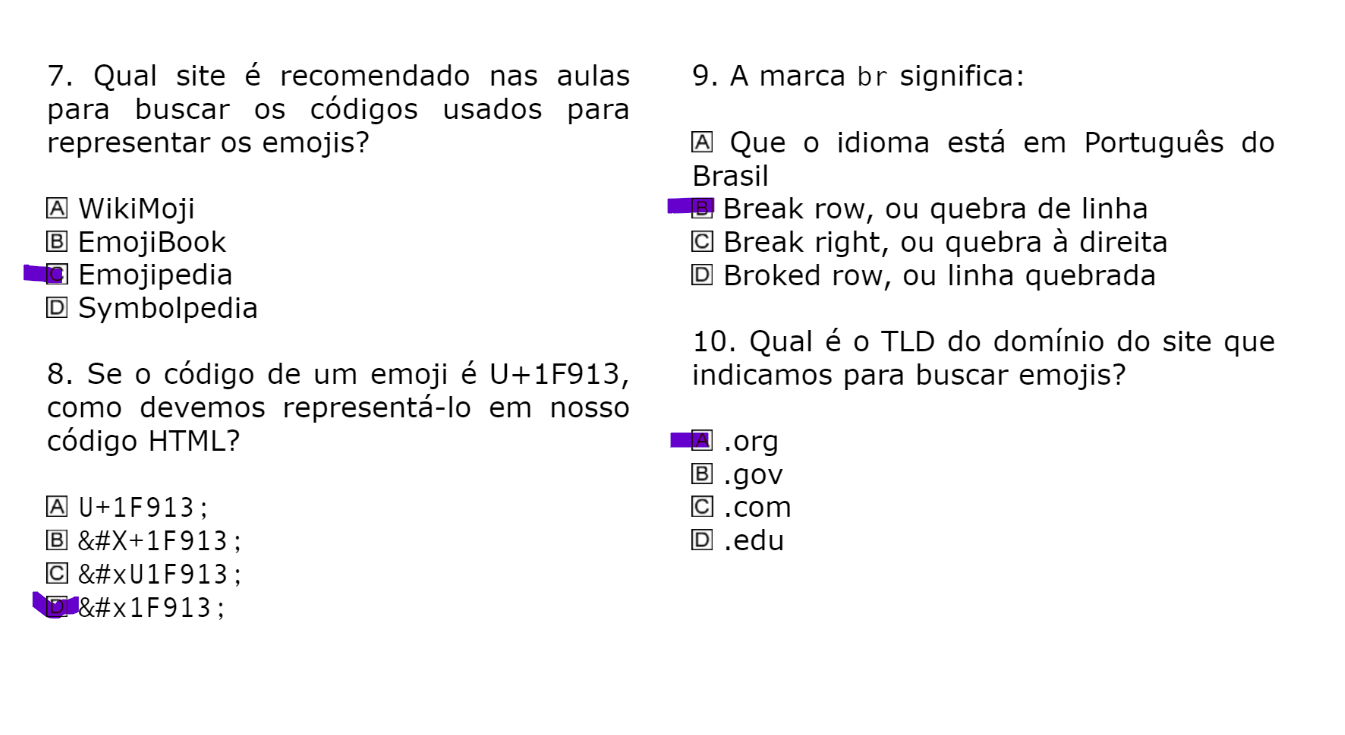 7. Qual site é recomendado nas aulas
para buscar os códigos usados para
representar os emojis?
A WikiMoji
B EmojiBook
C Emojipedia
D Symbolpedia
8. Se o código de um emoji é U+1F913,
como devemos representá-lo em nosso
código HTML?
A U+1F913;
B &#X+1F913;
C &#xU1F913;
D &#x1F913;
9. A marca br significa:
A Que o idioma está em Português do
Brasil
B Break row, ou quebra de linha
C Break right, ou quebra à direita
D Broked row, ou linha quebrada
10. Qual é o TLD do domínio do site que
indicamos para buscar emojis?
A .org
B .gov
C .com
D .edu